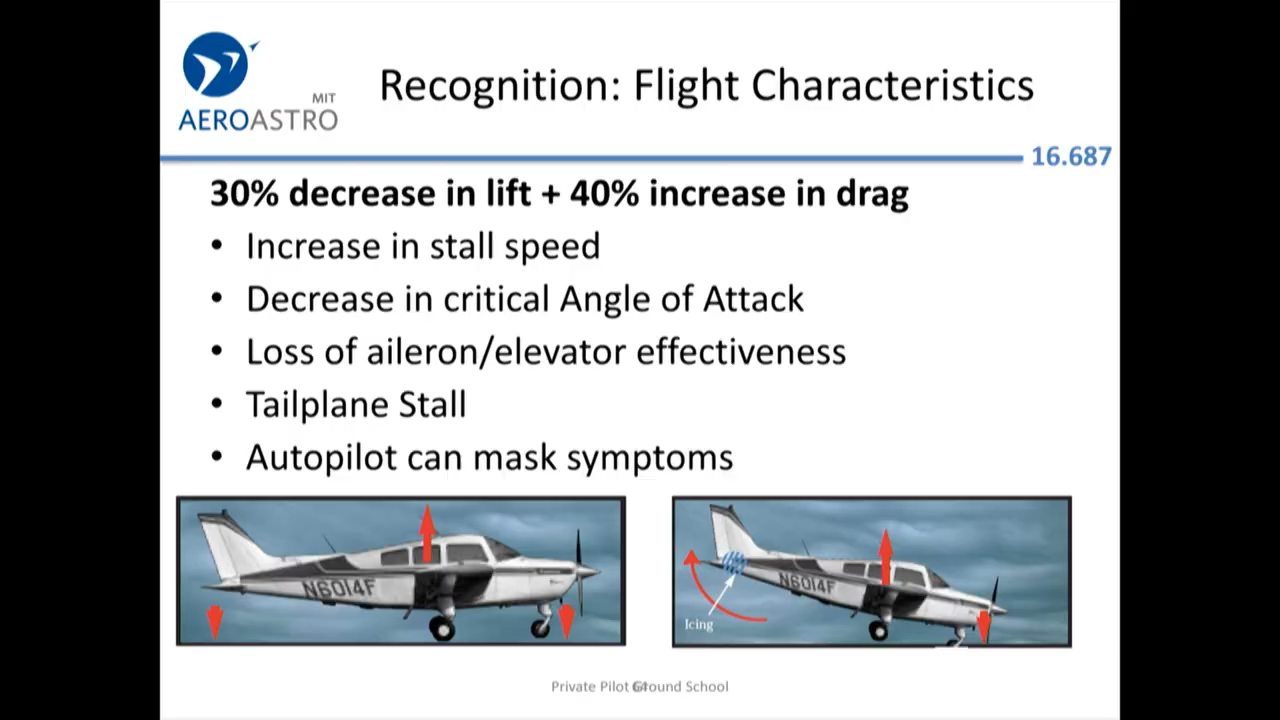 MIT
AEROASTRO
Recognition: Flight Characteristics
16.687
30% decrease in lift + 40% increase in drag
• Increase in stall speed
• Decrease in critical Angle of Attack
• Loss of aileron/elevator effectiveness
• Tailplane Stall
• Autopilot can mask symptoms
N6014F
N6014F
Icing
Private Pilot Ground School